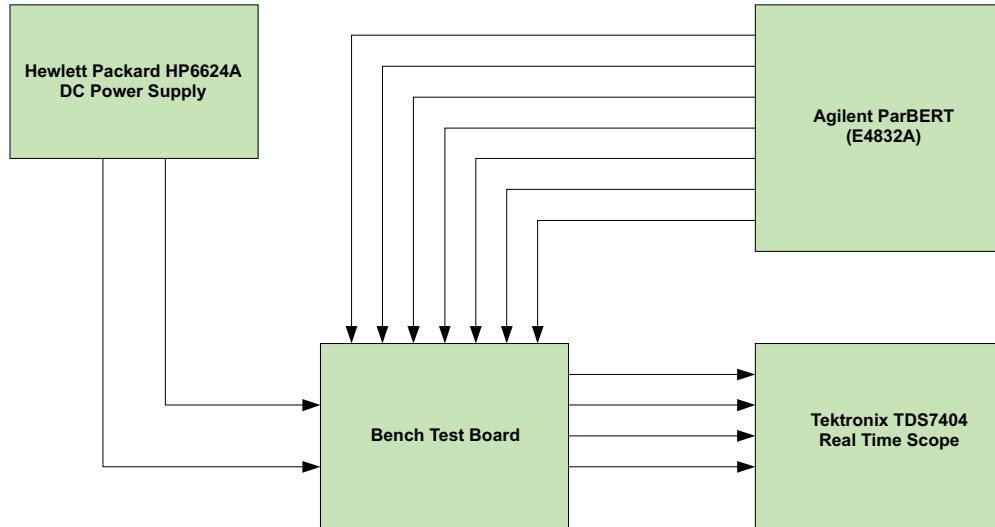 Hewlett Packard HP6624A
DC Power Supply
Agilent ParBERT
(E4832A)
Bench Test Board
Tektronix TDS7404
Real Time Scope